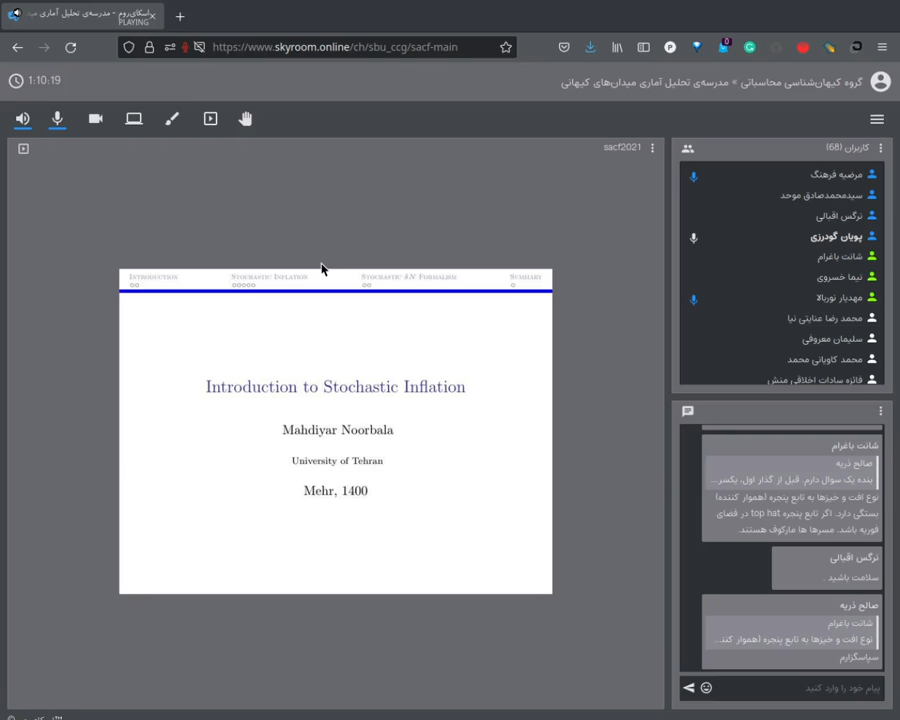 اسکای‌روم - مدرسه‌ی تحلیل آماری
PLAYING
https://www.skyroom.online/ch/sbu_ccg/sacf-main
0
1:10:19
گروه کیهان‌شناسی محاسباتی » مدرسه‌ی تحلیل آماری میدان‌های کیهانی
sacf2021
Introduction
Stochastic Inflation
Stochastic δN Formalism
Summary
Introduction to Stochastic Inflation
Mahdiyar Noorbala
University of Tehran
Mehr, 1400
کاربران (68)
مرضیه فرهنگ
سیدمحمدصادق موحد
نرگس اقبالی
پویان گودرزی
شانت باغرام
نیما خسروی
مهدیار نوربالا
محمد رضا عنایتی نیا
سلیمان معروفی
محمد کاویانی محمد
فائزه سادات اخلاقی منش
شانت باغرام
صالح ذریه
بنده یک سوال دارم. قبل از گذار اول، یکسر...
نوع افت و خیزها به تابع پنجره (هموار کننده)
بستگی دارد. اگر تابع پنجره top hat در فضای
فوریه باشد. مسرها ها مارکوف هستند.
نرگس اقبالی
سلامت باشید .
صالح ذریه
شانت باغرام
نوع افت و خیزها به تابع پنجره (هموار کنن...
سپاسگزارم
پیام خود را وارد کنید